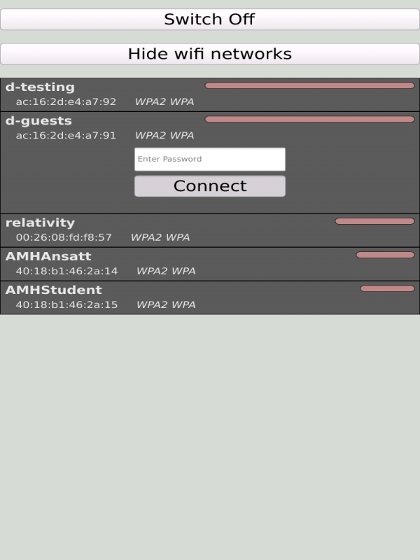 Switch Off
Hide wifi networks
d-testing
ac:16:2d:e4:a7:92 WPA2 WPA
d-guests
ac:16:2d:e4:a7:91 WPA2 WPA
Enter Password
Connect
relativity
00:26:08:fd:f8:57 WPA2 WPA
AMHAnsatt
40:18:b1:46:2a:14 WPA2 WPA
AMHStudent
40:18:b1:46:2a:15 WPA2 WPA